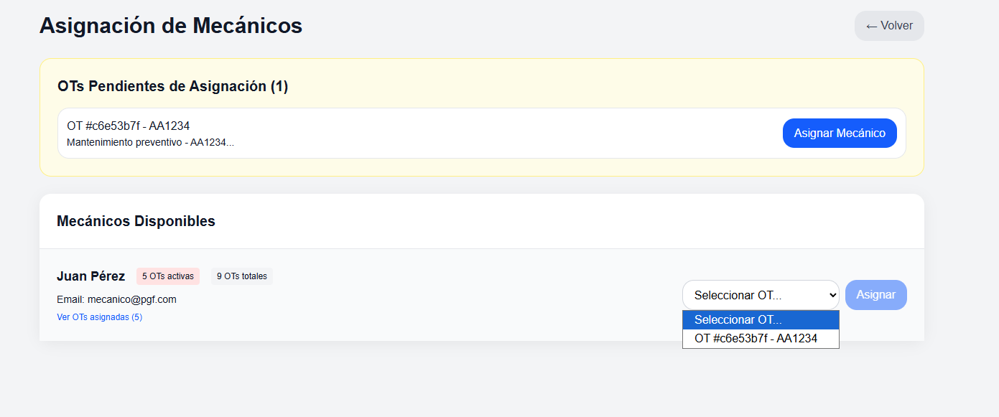 Asignación de Mecánicos
← Volver
OTs Pendientes de Asignación (1)
OT #c6e53b7f - AA1234
Mantenimiento preventivo - AA1234...
Asignar Mecánico
Mecánicos Disponibles
Juan Pérez 5 OTs activas 9 OTs totales
Email: mecanico@pgf.com
Ver OTs asignadas (5)
Seleccionar OT...
Asignar
Seleccionar OT...
OT #c6e53b7f - AA1234